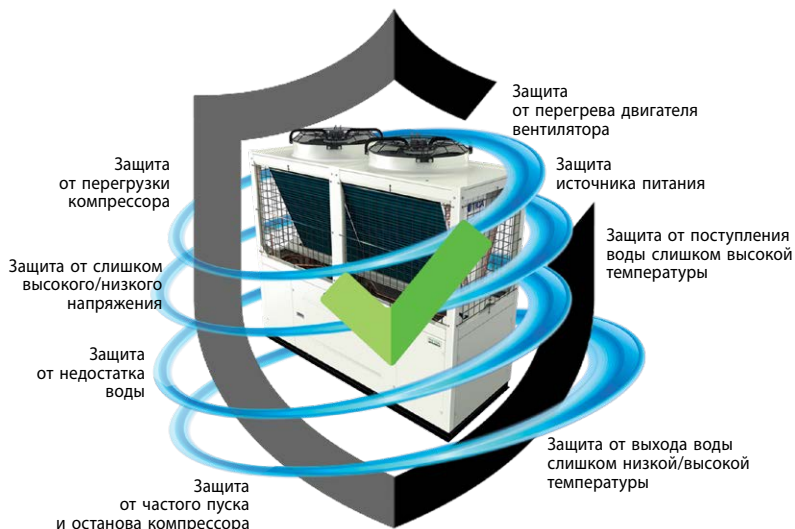 Защита
от перегрева двигателя
вентилятора
Защита
источника питания
Защита от поступления
воды слишком высокой
температуры
Защита от выхода воды
слишком низкой/высокой
температуры
Защита
от перегрузки
компрессора
Защита от слишком
высокого/низкого
напряжения
Защита
от недостатка
воды
Защита
от частого пуска
и останова компрессора